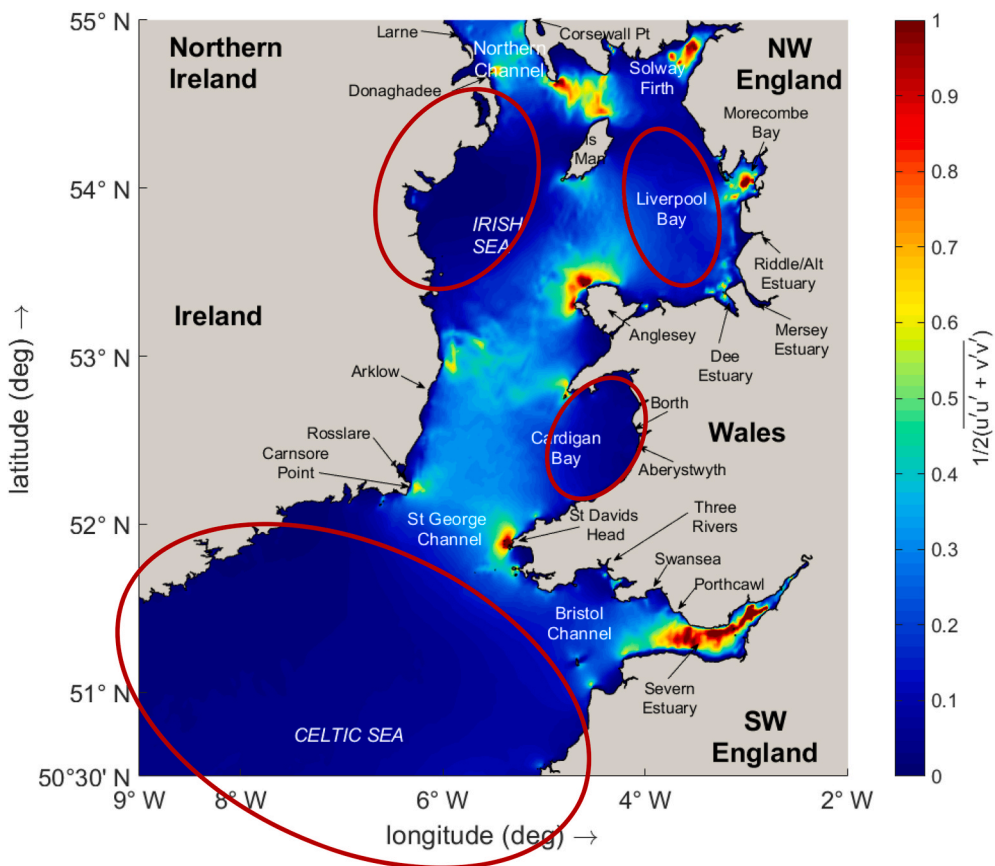 55° N
54° N
53° N
52° N
51° N
50°30' N
latitude (deg) →
9° W
8° W
6° W
4° W
2° W
longitude (deg) →
Northern
Ireland
Larne
Northern
Channel
Corsewall Pt
Solway
Firth
NW
England
Donaghadee
Morecombe
Bay
Is
Man
Liverpool
Bay
IRISH
SEA
Riddle/Alt
Estuary
Ireland
Anglesey
Mersey
Estuary
Dee
Estuary
Arklow
Borth
Cardigan
Bay
Wales
Aberystwyth
Rosslare
Carnsore
Point
St George
Channel
St Davids
Head
Three
Rivers
Swansea
Porthcawl
Bristol
Channel
Severn
Estuary
CELTIC SEA
SW
England
1
0.9
0.8
0.7
0.6
0.5
0.4
0.3
0.2
0.1
0
1/2(u'u' + v'v')